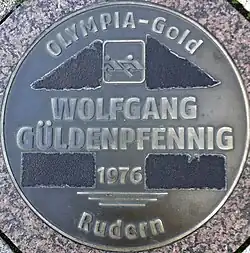 OLYMPIA-Gold
WOLFGANG
GÜLDENPFENNIG
1976
Rudern